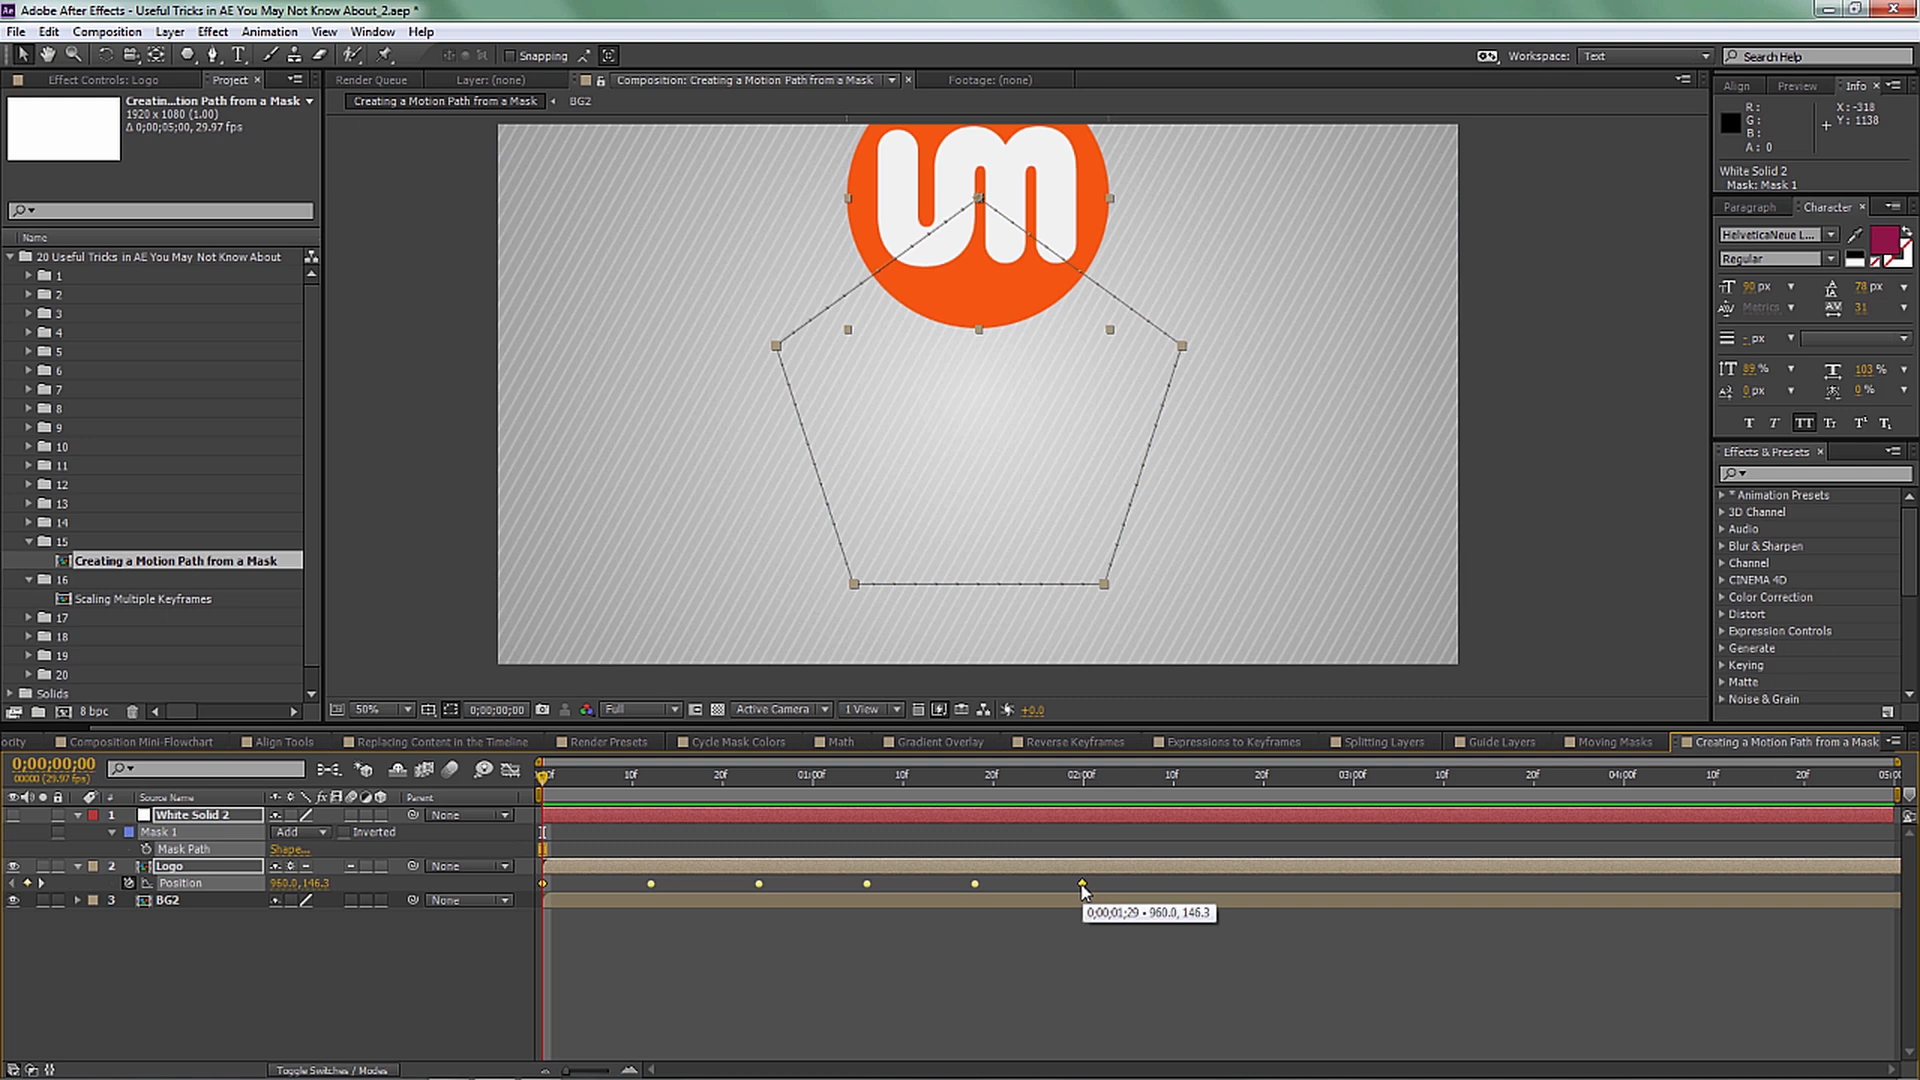 Adobe After Effects - Useful Tricks in AE You May Not Know About_2.aep *
File Edit Composition Layer Effect Animation View Window Help
Snapping
Workspace: Text
Search Help
Effect Controls: Logo
Project
Render Queue
Layer: (none)
Composition: Creating a Motion Path from a Mask
Footage: (none)
Creating a Motion Path from a Mask
BG2
Creatin...tion Path from a Mask
1920 x 1080 (1.00)
Δ 0;00;05;00, 29.97 fps
Name
20 Useful Tricks in AE You May Not Know About
1
2
3
4
5
6
7
8
9
10
11
12
13
14
15
Creating a Motion Path from a Mask
16
Scaling Multiple Keyframes
17
18
19
20
Solids
8 bpc
um
50%
0;00;00;00
Full
Active Camera
1 View
+0.0
Align Preview Info
R:
G:
B:
A: 0
X: -318
Y: 1138
White Solid 2
Mask: Mask 1
Paragraph Character
HelveticaNeue L...
Regular
90 px
78 px
Metrics
31
- px
89 %
103 %
0 px
0 %
T T TT Tr T¹ T₁
Effects & Presets
* Animation Presets
3D Channel
Audio
Blur & Sharpen
Channel
CINEMA 4D
Color Correction
Distort
Expression Controls
Generate
Keying
Matte
Noise & Grain
ocity
Composition Mini-Flowchart
Align Tools
Replacing Content in the Timeline
Render Presets
Cycle Mask Colors
Math
Gradient Overlay
Reverse Keyframes
Expressions to Keyframes
Splitting Layers
Guide Layers
Moving Masks
Creating a Motion Path from a Mask
0;00;00;00
00000 (29.97 fps)
10f 20f 01:00f 10f 20f 02:00f 10f 20f 03:00f 10f 20f 04:00f 10f 20f 05:00
# Source Name
Parent
1 White Solid 2 None
Mask 1 Add Inverted
Mask Path Shape...
2 Logo None
Position 960.0,146.3
3 BG2 None
0;00;01;29 • 960.0, 146.3
Toggle Switches / Modes